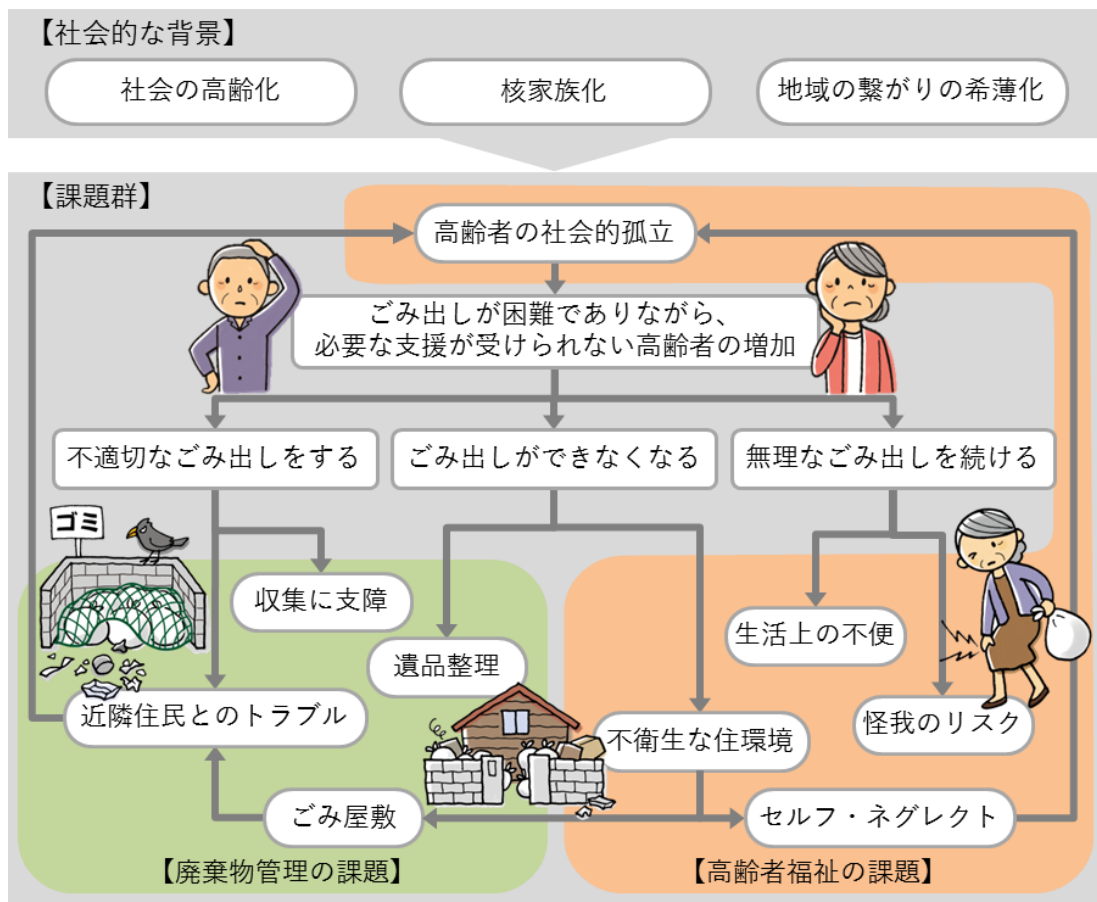 【社会的な背景】
社会の高齢化
核家族化
地域の繋がりの希薄化
【課題群】
高齢者の社会的孤立
ごみ出しが困難でありながら、
必要な支援が受けられない高齢者の増加
不適切なごみ出しをする
ごみ出しができなくなる
無理なごみ出しを続ける
ゴミ
収集に支障
遺品整理
生活上の不便
近隣住民とのトラブル
不衛生な住環境
怪我のリスク
ごみ屋敷
セルフ・ネグレクト
【廃棄物管理の課題】
【高齢者福祉の課題】